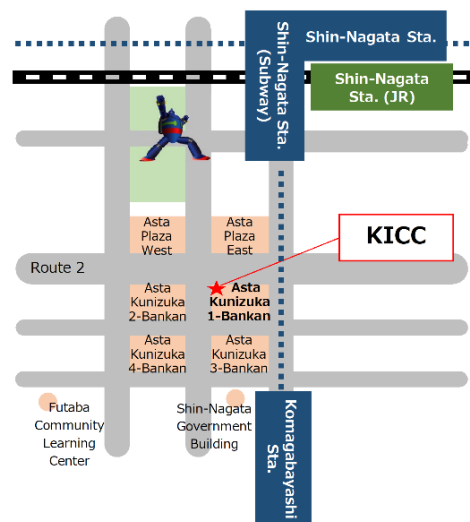 Shin-Nagata Sta.
Shin-Nagata Sta.
(Subway)
Shin-Nagata
Sta. (JR)
Asta
Plaza
West
Asta
Plaza
East
KICC
Route 2
Asta
Kunizuka
2-Bankan
Asta
Kunizuka
1-Bankan
Asta
Kunizuka
4-Bankan
Asta
Kunizuka
3-Bankan
Futaba
Community
Learning
Center
Shin-Nagata
Government
Building
Komagabayashi
Sta.